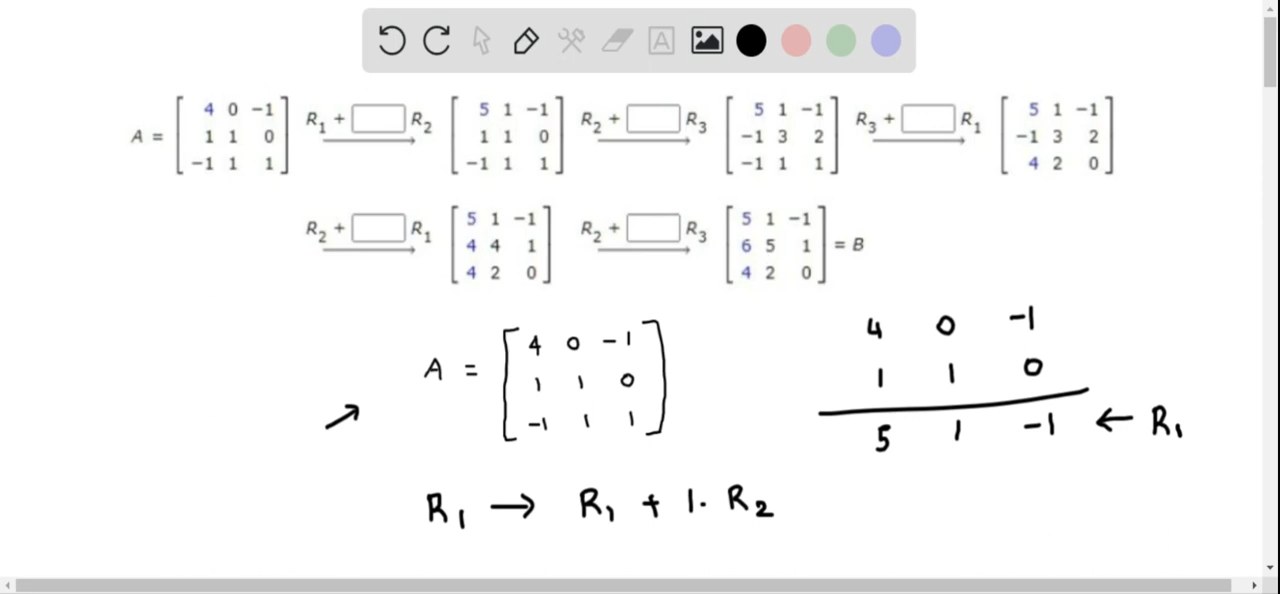 A = [ 4 0 -1 ] R1 + [ ] R2 [ 5 1 -1 ] R2 + [ ] R3 [ 5 1 -1 ] R3 + [ ] R1 [ 5 1 -1 ]
1 1 0 1 1 0 -1 3 2 -1 3 2
-1 1 1 -1 1 1 -1 1 1 4 2 0
R2 + [ ] R1 [ 5 1 -1 ] R2 + [ ] R3 [ 5 1 -1 ]
4 4 1 6 5 1 = B
4 2 0 4 2 0
A = [ 4 0 -1 ]
1 1 0
-1 1 1
R1 → R1 + 1. R2
4 0 -1
1 1 0
5 1 -1 ← R1
A